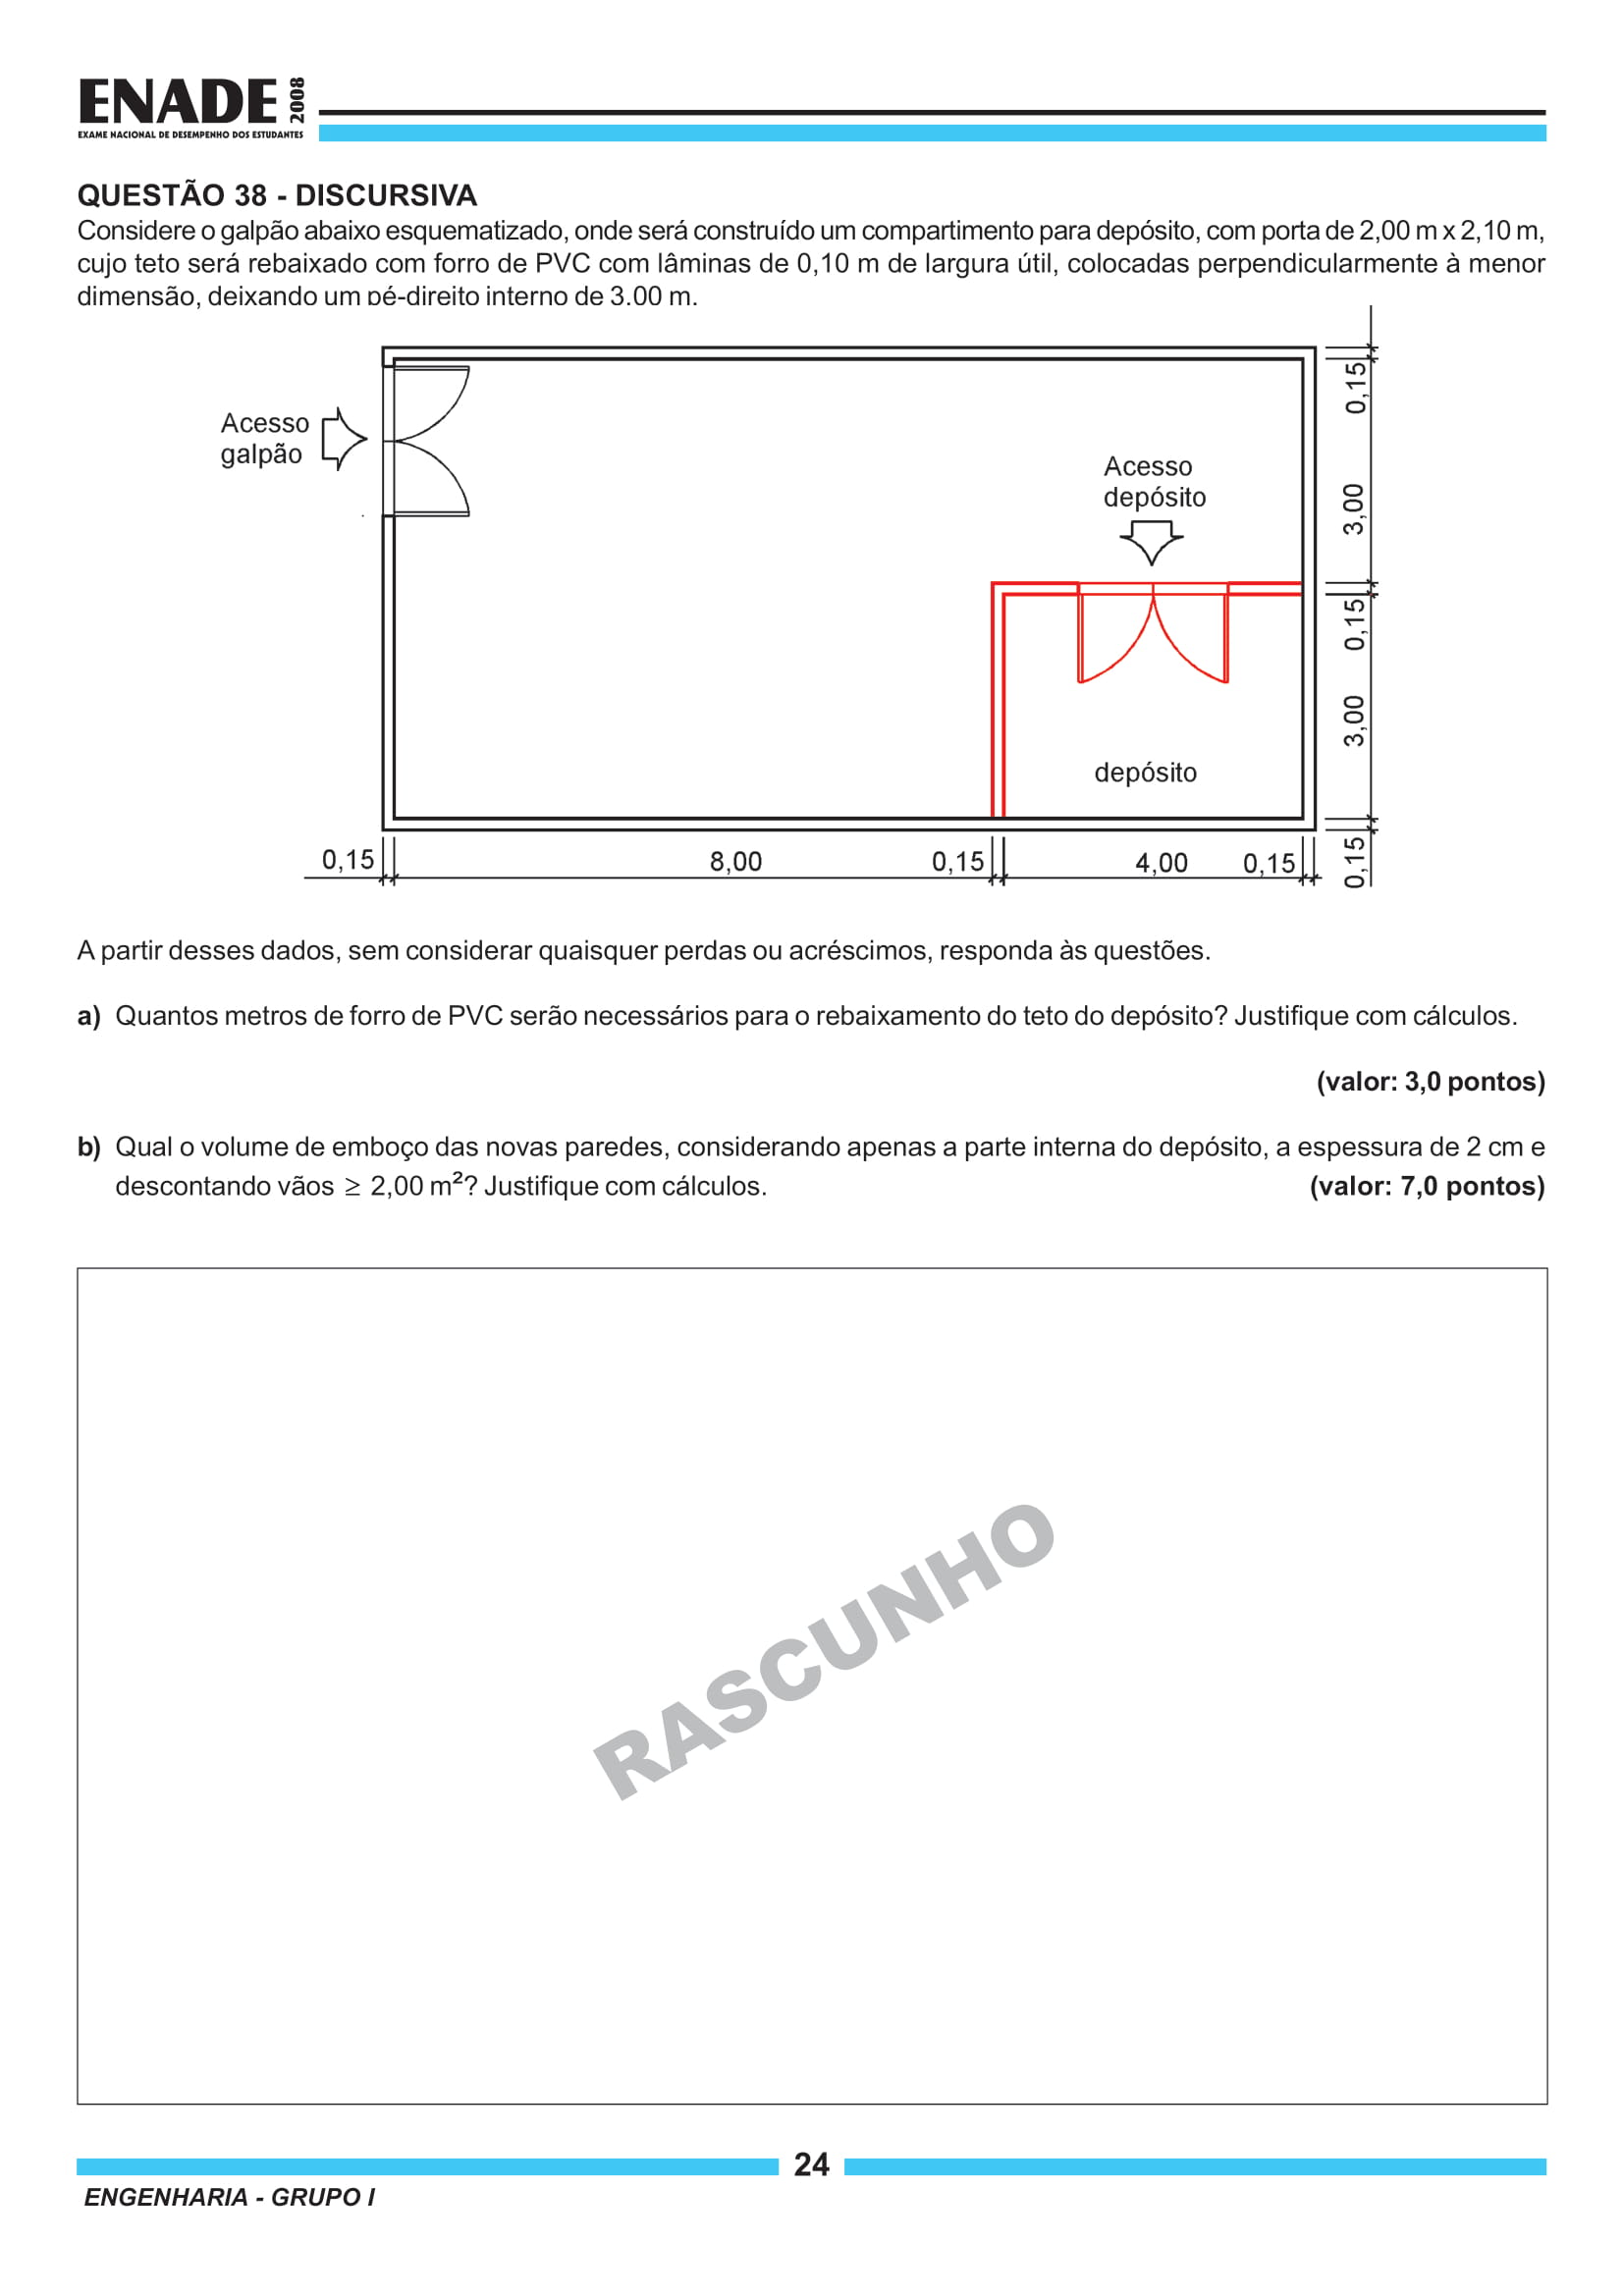 ENADE 2008
EXAME NACIONAL DE DESEMPENHO DOS ESTUDANTES
QUESTÃO 38 - DISCURSIVA
Considere o galpão abaixo esquematizado, onde será construído um compartimento para depósito, com porta de 2,00 m x 2,10 m,
cujo teto será rebaixado com forro de PVC com lâminas de 0,10 m de largura útil, colocadas perpendicularmente à menor
dimensão, deixando um pé-direito interno de 3.00 m.
Acesso
galpão
Acesso
depósito
depósito
0,15
3,00
0,15
3,00
0,15
0,15
8,00
0,15
4,00
0,15
A partir desses dados, sem considerar quaisquer perdas ou acréscimos, responda às questões.
a) Quantos metros de forro de PVC serão necessários para o rebaixamento do teto do depósito? Justifique com cálculos.
(valor: 3,0 pontos)
b) Qual o volume de emboço das novas paredes, considerando apenas a parte interna do depósito, a espessura de 2 cm e
descontando vãos ≥ 2,00 m²? Justifique com cálculos. (valor: 7,0 pontos)
RASCUNHO
24
ENGENHARIA - GRUPO I